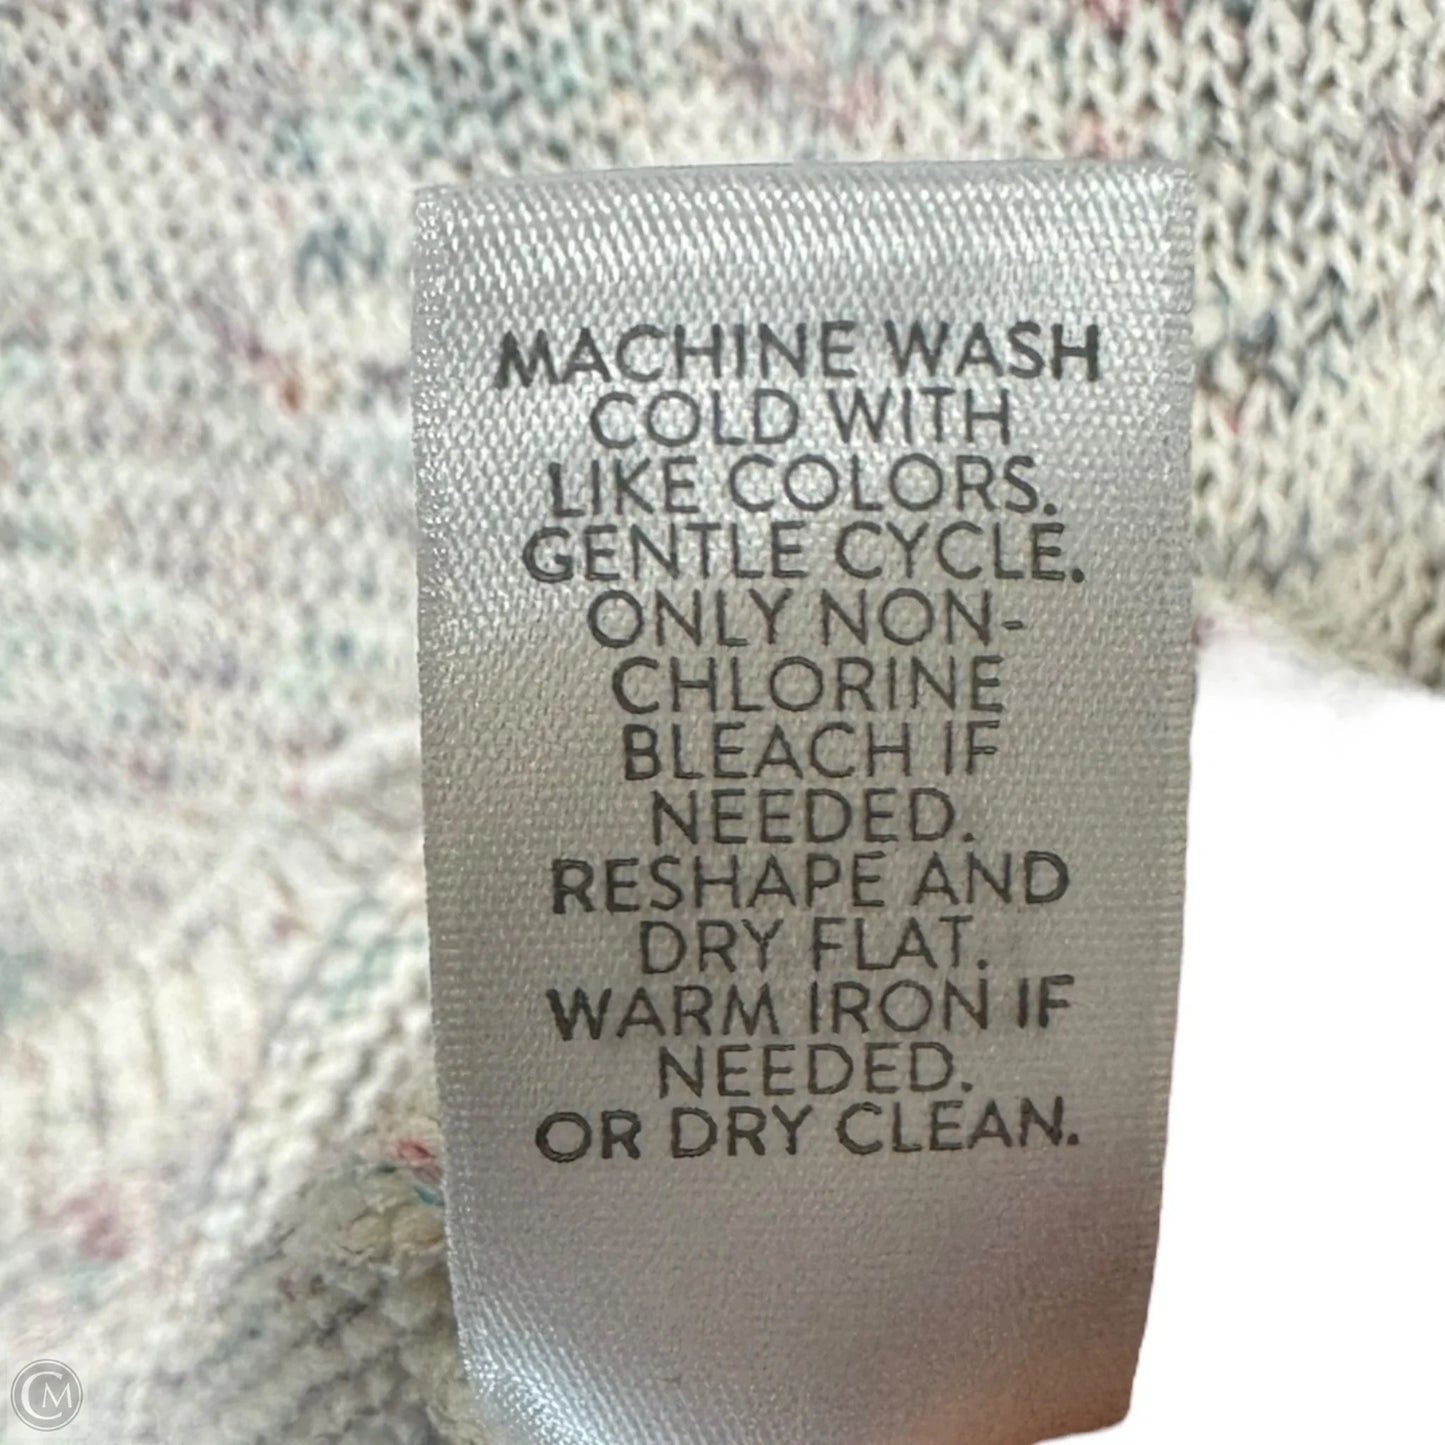 MACHINE WASH
COLD WITH
LIKE COLORS.
GENTLE CYCLE.
ONLY NON-
CHLORINE
BLEACH IF
NEEDED.
RESHAPE AND
DRY FLAT.
WARM IRON IF
NEEDED.
OR DRY CLEAN.
CM